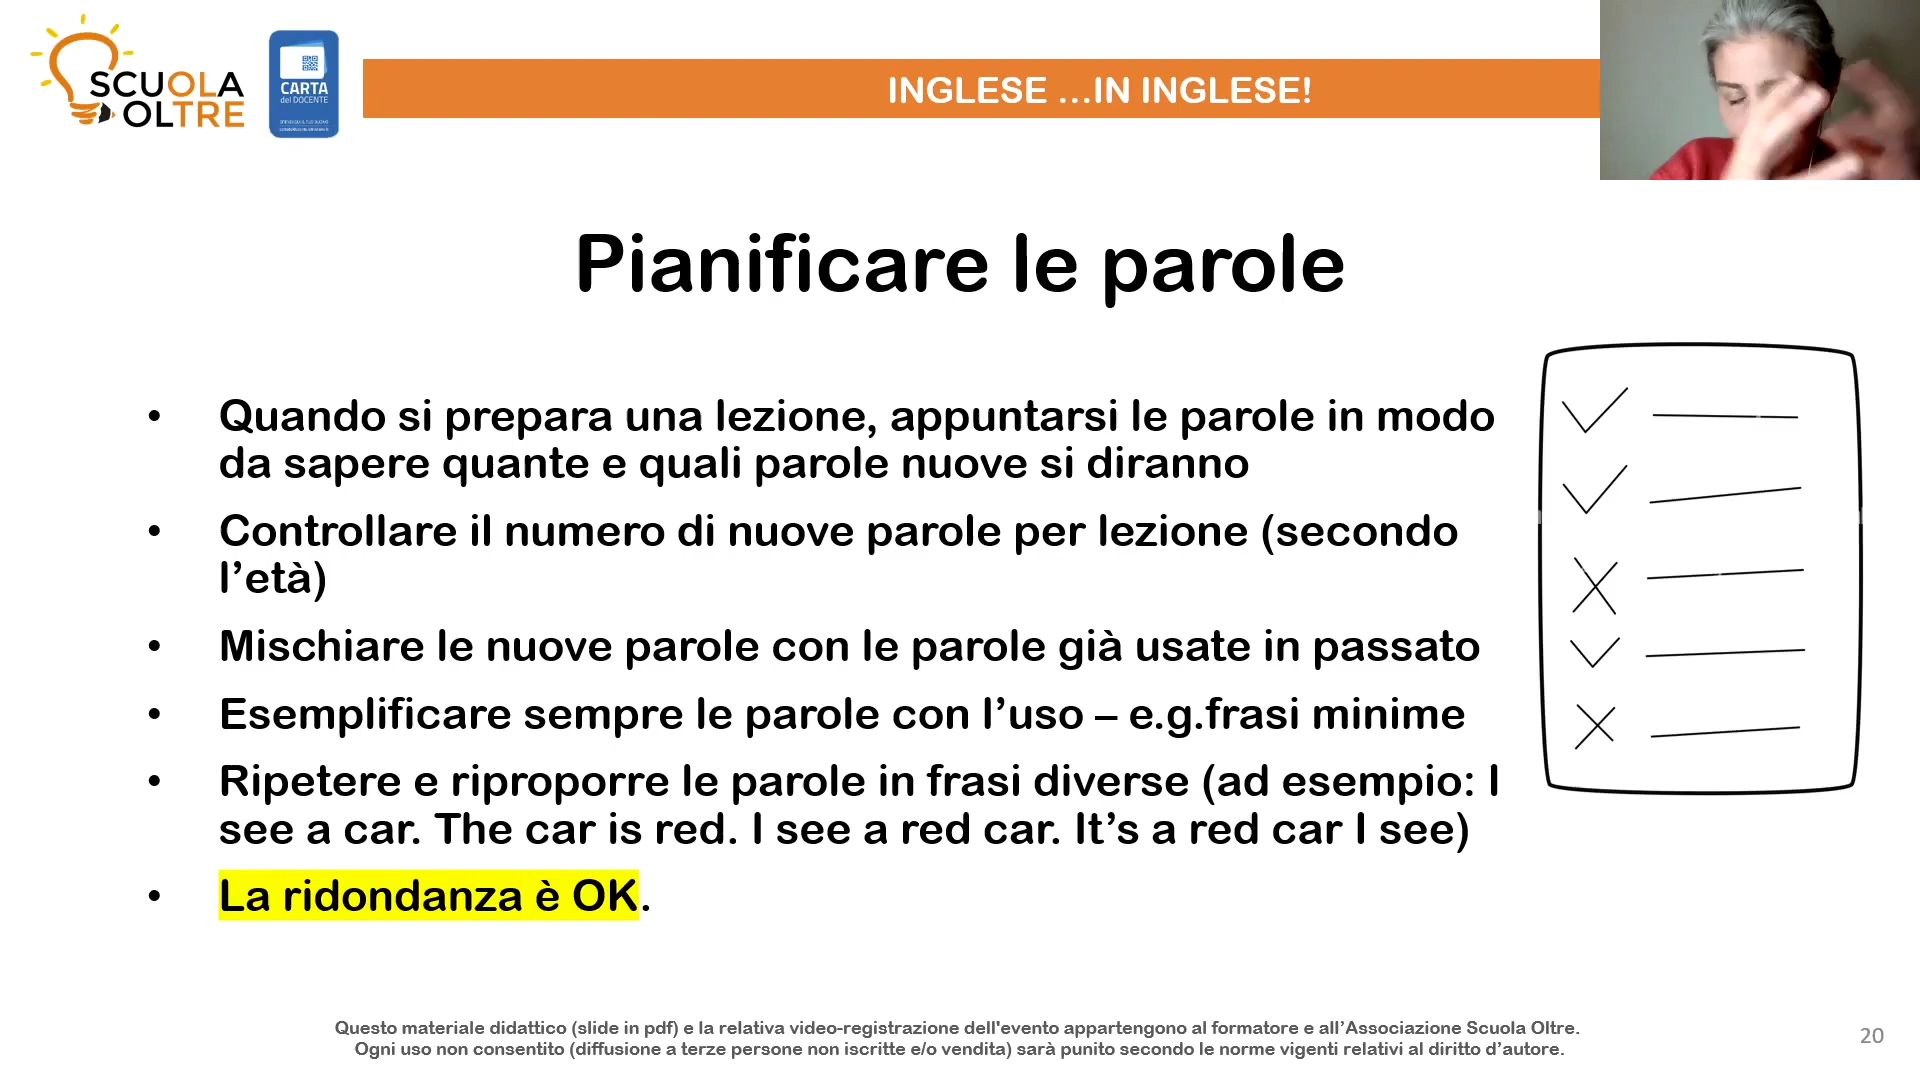 SCUOLA
OLTRE
CARTA
del DOCENTE
INGLESE ...IN INGLESE!
Pianificare le parole
• Quando si prepara una lezione, appuntarsi le parole in modo
da sapere quante e quali parole nuove si diranno
• Controllare il numero di nuove parole per lezione (secondo
l’età)
• Mischiare le nuove parole con le parole già usate in passato
• Esemplificare sempre le parole con l’uso – e.g.frasi minime
• Ripetere e riproporre le parole in frasi diverse (ad esempio: I
see a car. The car is red. I see a red car. It’s a red car I see)
• La ridondanza è OK.
Questo materiale didattico (slide in pdf) e la relativa video-registrazione dell'evento appartengono al formatore e all’Associazione Scuola Oltre.
Ogni uso non consentito (diffusione a terze persone non iscritte e/o vendita) sarà punito secondo le norme vigenti relativi al diritto d’autore.
20